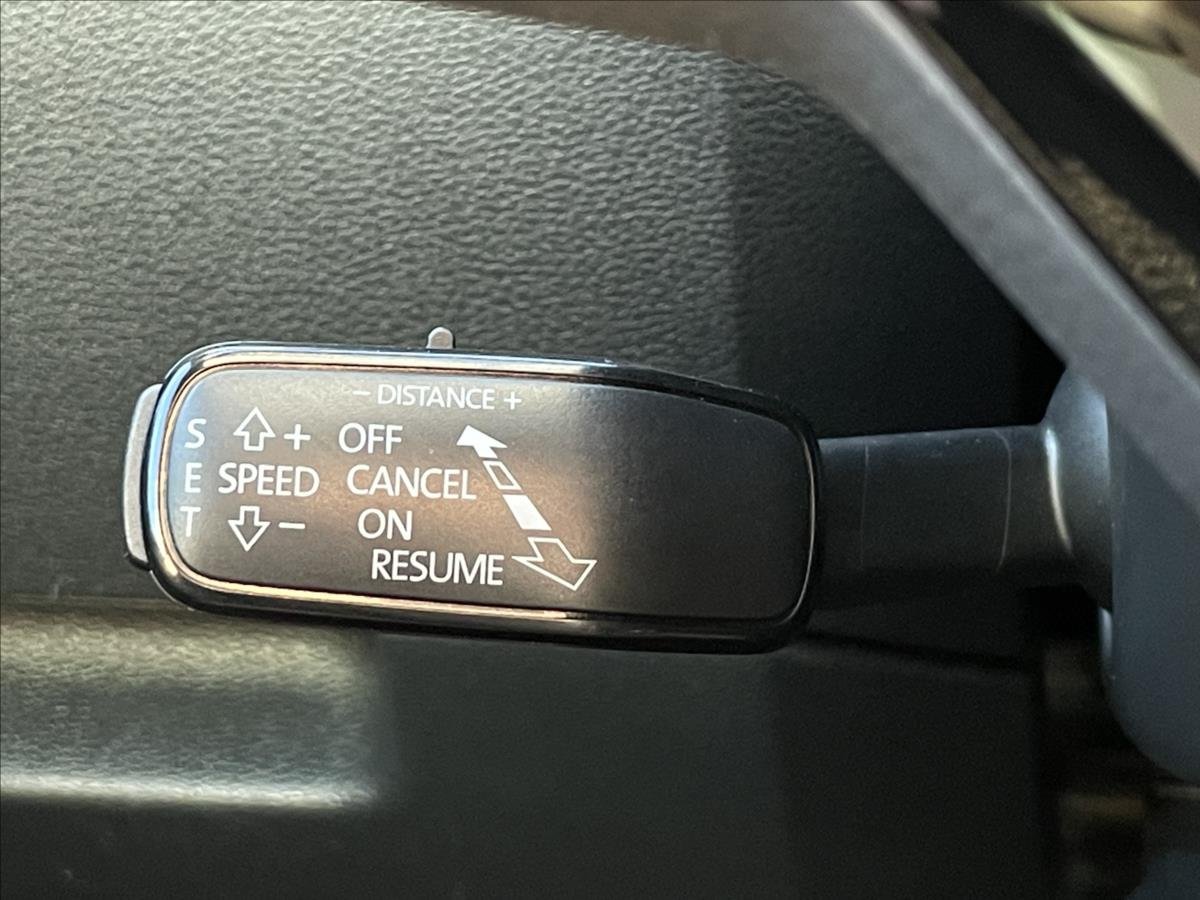 − DISTANCE +
S + OFF
E SPEED CANCEL
T − ON
RESUME